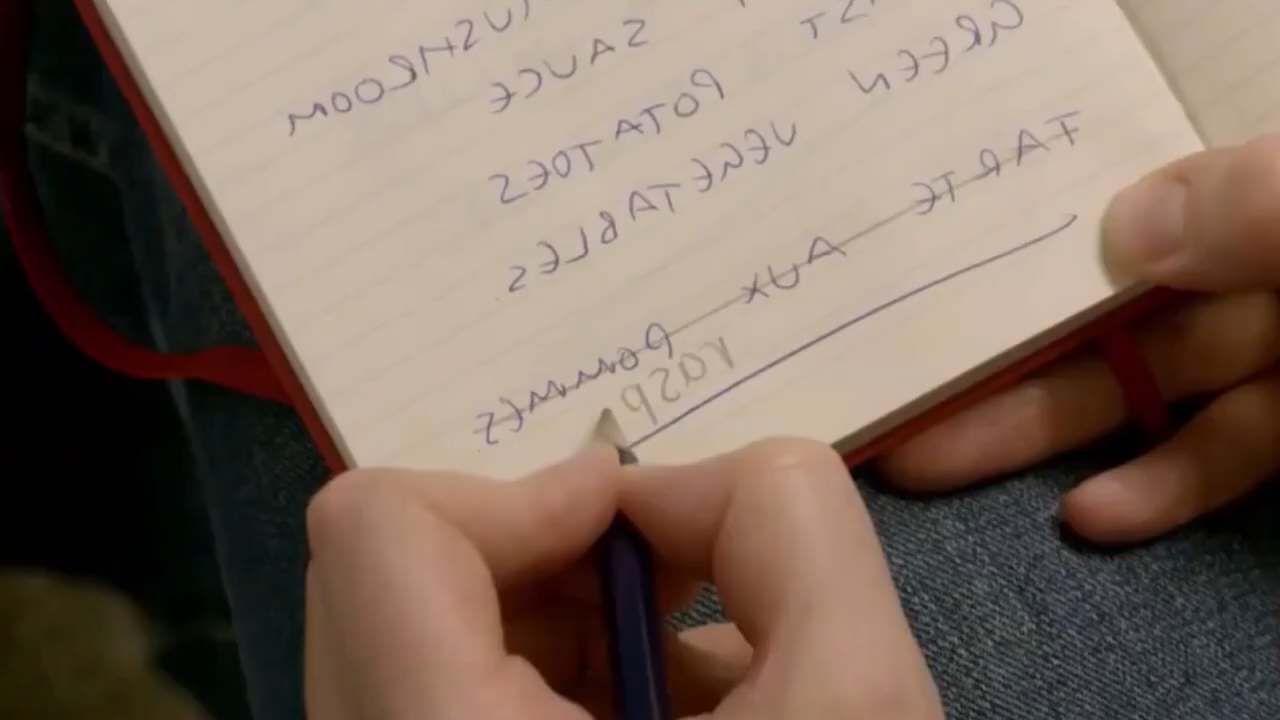 MUSHROOM
SAUCE
POTATOES
GREEN VEGETABLES
TARTE AUX POMMES
rasp